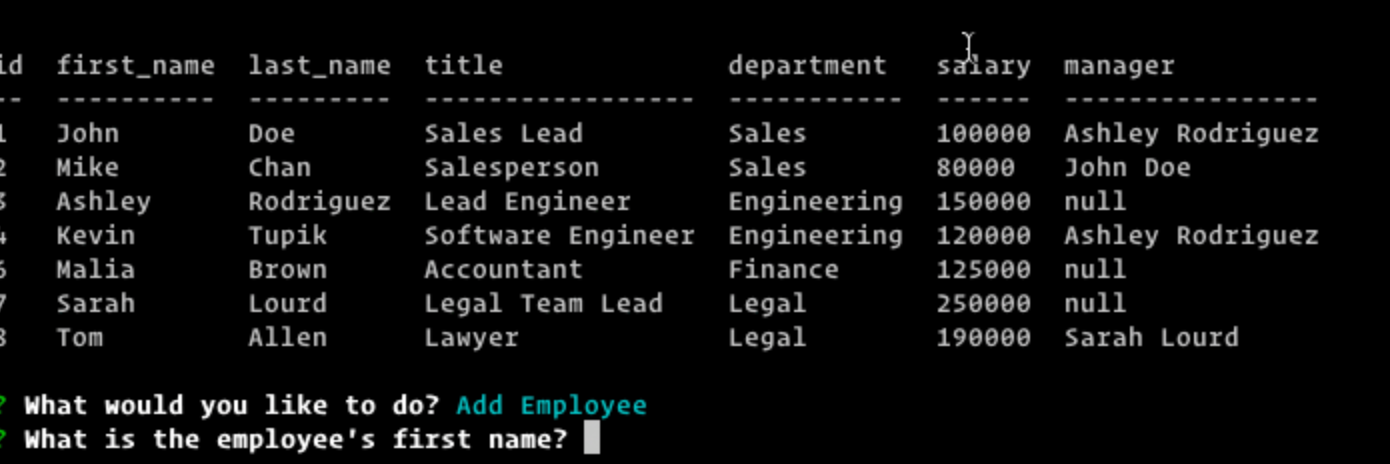 id  first_name  last_name  title              department   salary  manager
--  ----------  ---------  -----------------  -----------  ------  ----------------
1   John        Doe        Sales Lead         Sales        100000  Ashley Rodriguez
2   Mike        Chan       Salesperson        Sales        80000   John Doe
3   Ashley      Rodriguez  Lead Engineer      Engineering  150000  null
4   Kevin       Tupik      Software Engineer  Engineering  120000  Ashley Rodriguez
6   Malia       Brown      Accountant         Finance      125000  null
7   Sarah       Lourd      Legal Team Lead    Legal        250000  null
8   Tom         Allen      Lawyer             Legal        190000  Sarah Lourd
? What would you like to do? Add Employee
? What is the employee's first name?